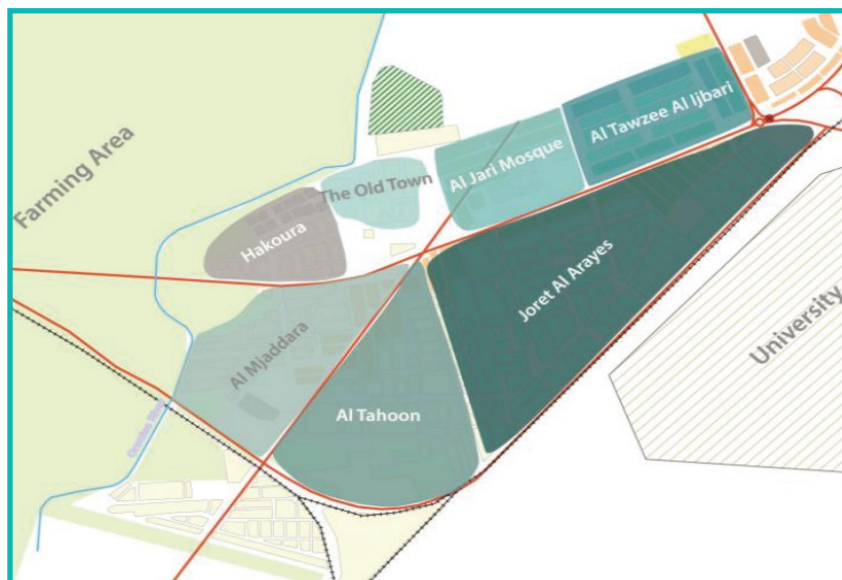 Farming Area
Al Tawzee Al Ijbari
Al Jari Mosque
The Old Town
Hakoura
Joret Al Arayes
University
Al Mjaddara
Al Tahoon